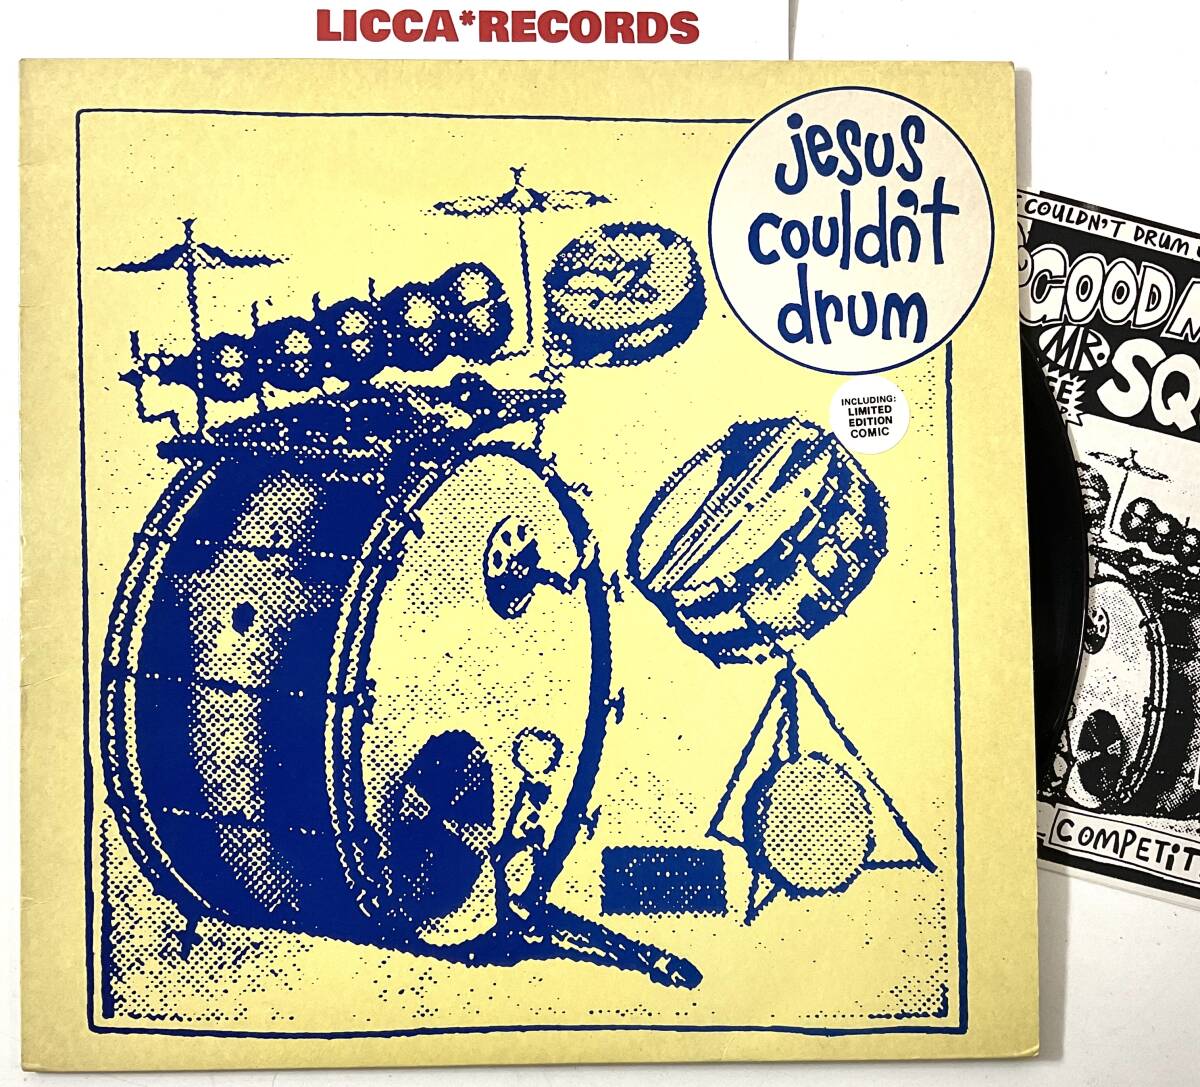 LICCA*RECORDS
jesus
couldn't
drum
INCLUDING:
LIMITED
EDITION
COMIC
COULDN'T DRUM
GOOD
MR.
SQ
COMPETIT